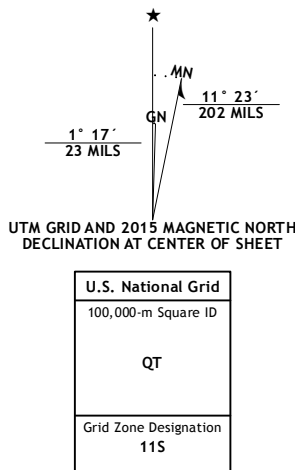 MN
GN
11° 23´
202 MILS
1° 17´
23 MILS
UTM GRID AND 2015 MAGNETIC NORTH
DECLINATION AT CENTER OF SHEET
U.S. National Grid
100,000-m Square ID
QT
Grid Zone Designation
11S